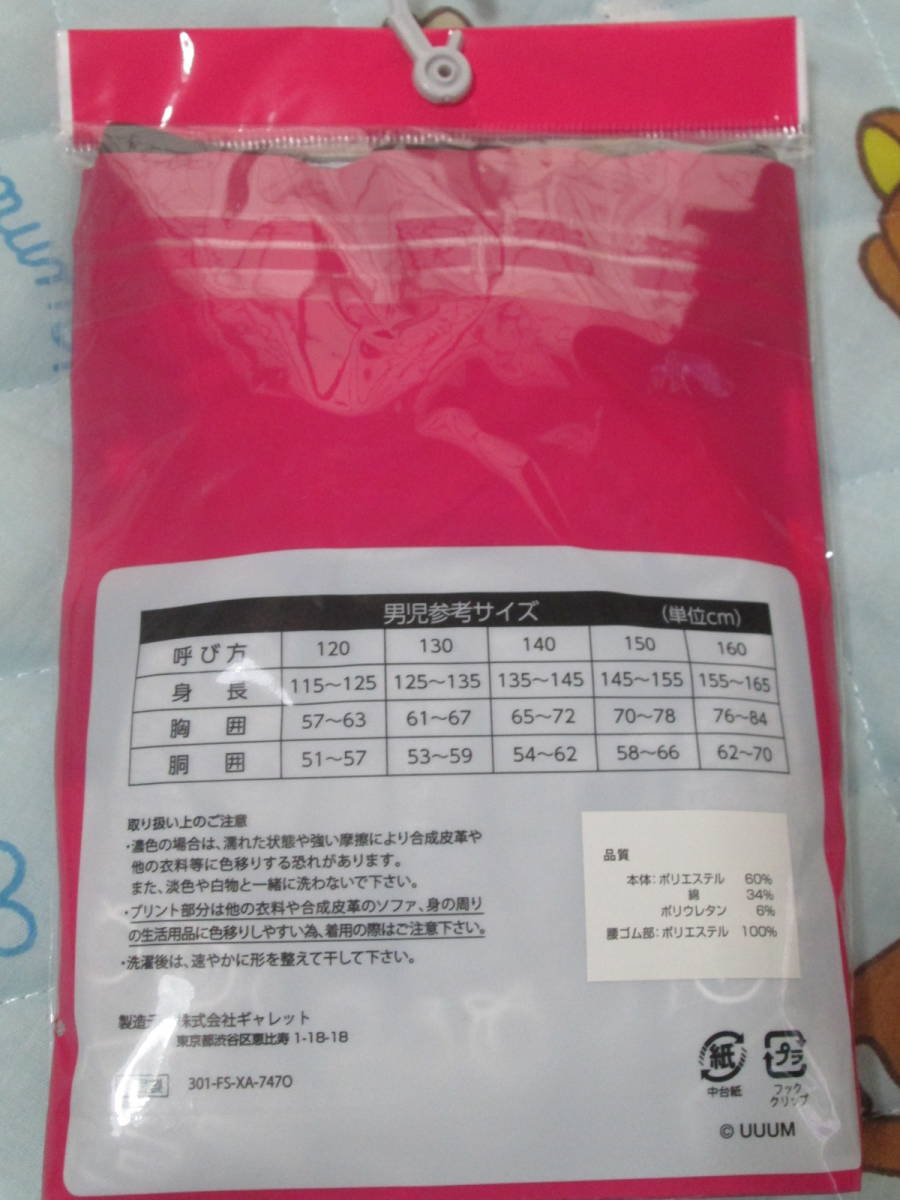 男児参考サイズ (単位cm)
呼び方 120 130 140 150 160
身長 115～125 125～135 135～145 145～155 155～165
胸囲 57～63 61～67 65～72 70～78 76～84
胴囲 51～57 53～59 54～62 58～66 62～70
取り扱い上のご注意
・濃色の場合は、濡れた状態や強い摩擦により合成皮革や
他の衣料等に色移りする恐れがあります。
また、淡色や白物と一緒に洗わないで下さい。
・プリント部分は他の衣料や合成皮革のソファ、身の周り
の生活用品に色移りしやすい為、着用の際はご注意下さい。
・洗濯後は、速やかに形を整えて干して下さい。
品質
本体:ポリエステル 60%
綿 34%
ポリウレタン 6%
腰ゴム部:ポリエステル 100%
製造元 株式会社ギャレット
東京都渋谷区恵比寿 1-18-18
301-FS-XA-7470
紙
中台紙
プラ
フック
クリップ
© UUUM